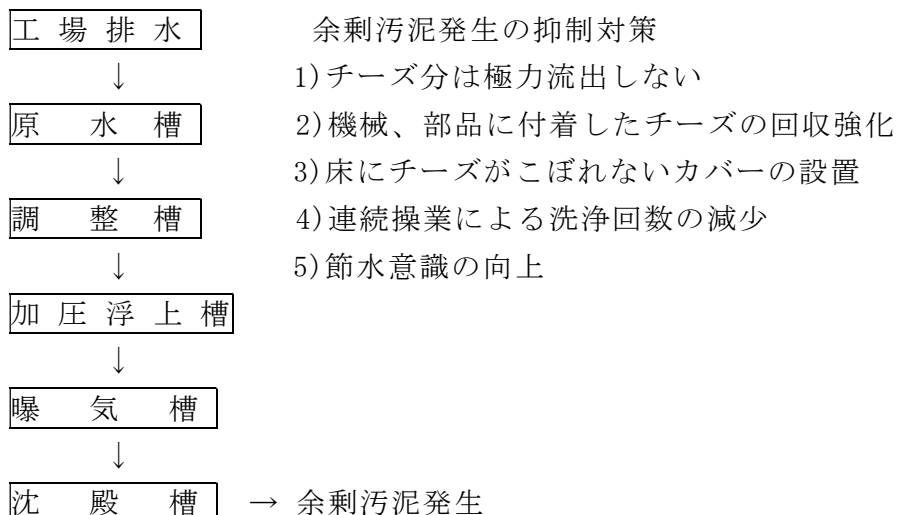 工場排水 余剰汚泥発生の抑制対策
↓ 1)チーズ分は極力流出しない
原水槽 2)機械、部品に付着したチーズの回収強化
↓ 3)床にチーズがこぼれないカバーの設置
調整槽 4)連続操業による洗浄回数の減少
↓ 5)節水意識の向上
加圧浮上槽
↓
曝気槽
↓
沈殿槽 → 余剰汚泥発生